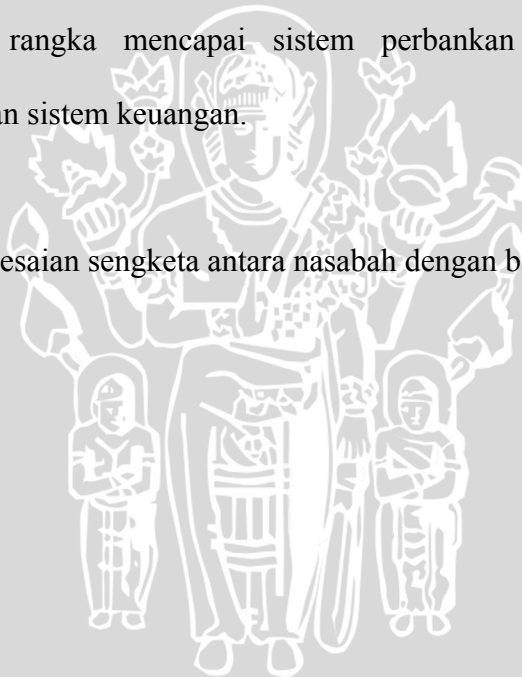 rangka mencapai sistem perbankan
an sistem keuangan.
esaian sengketa antara nasabah dengan b